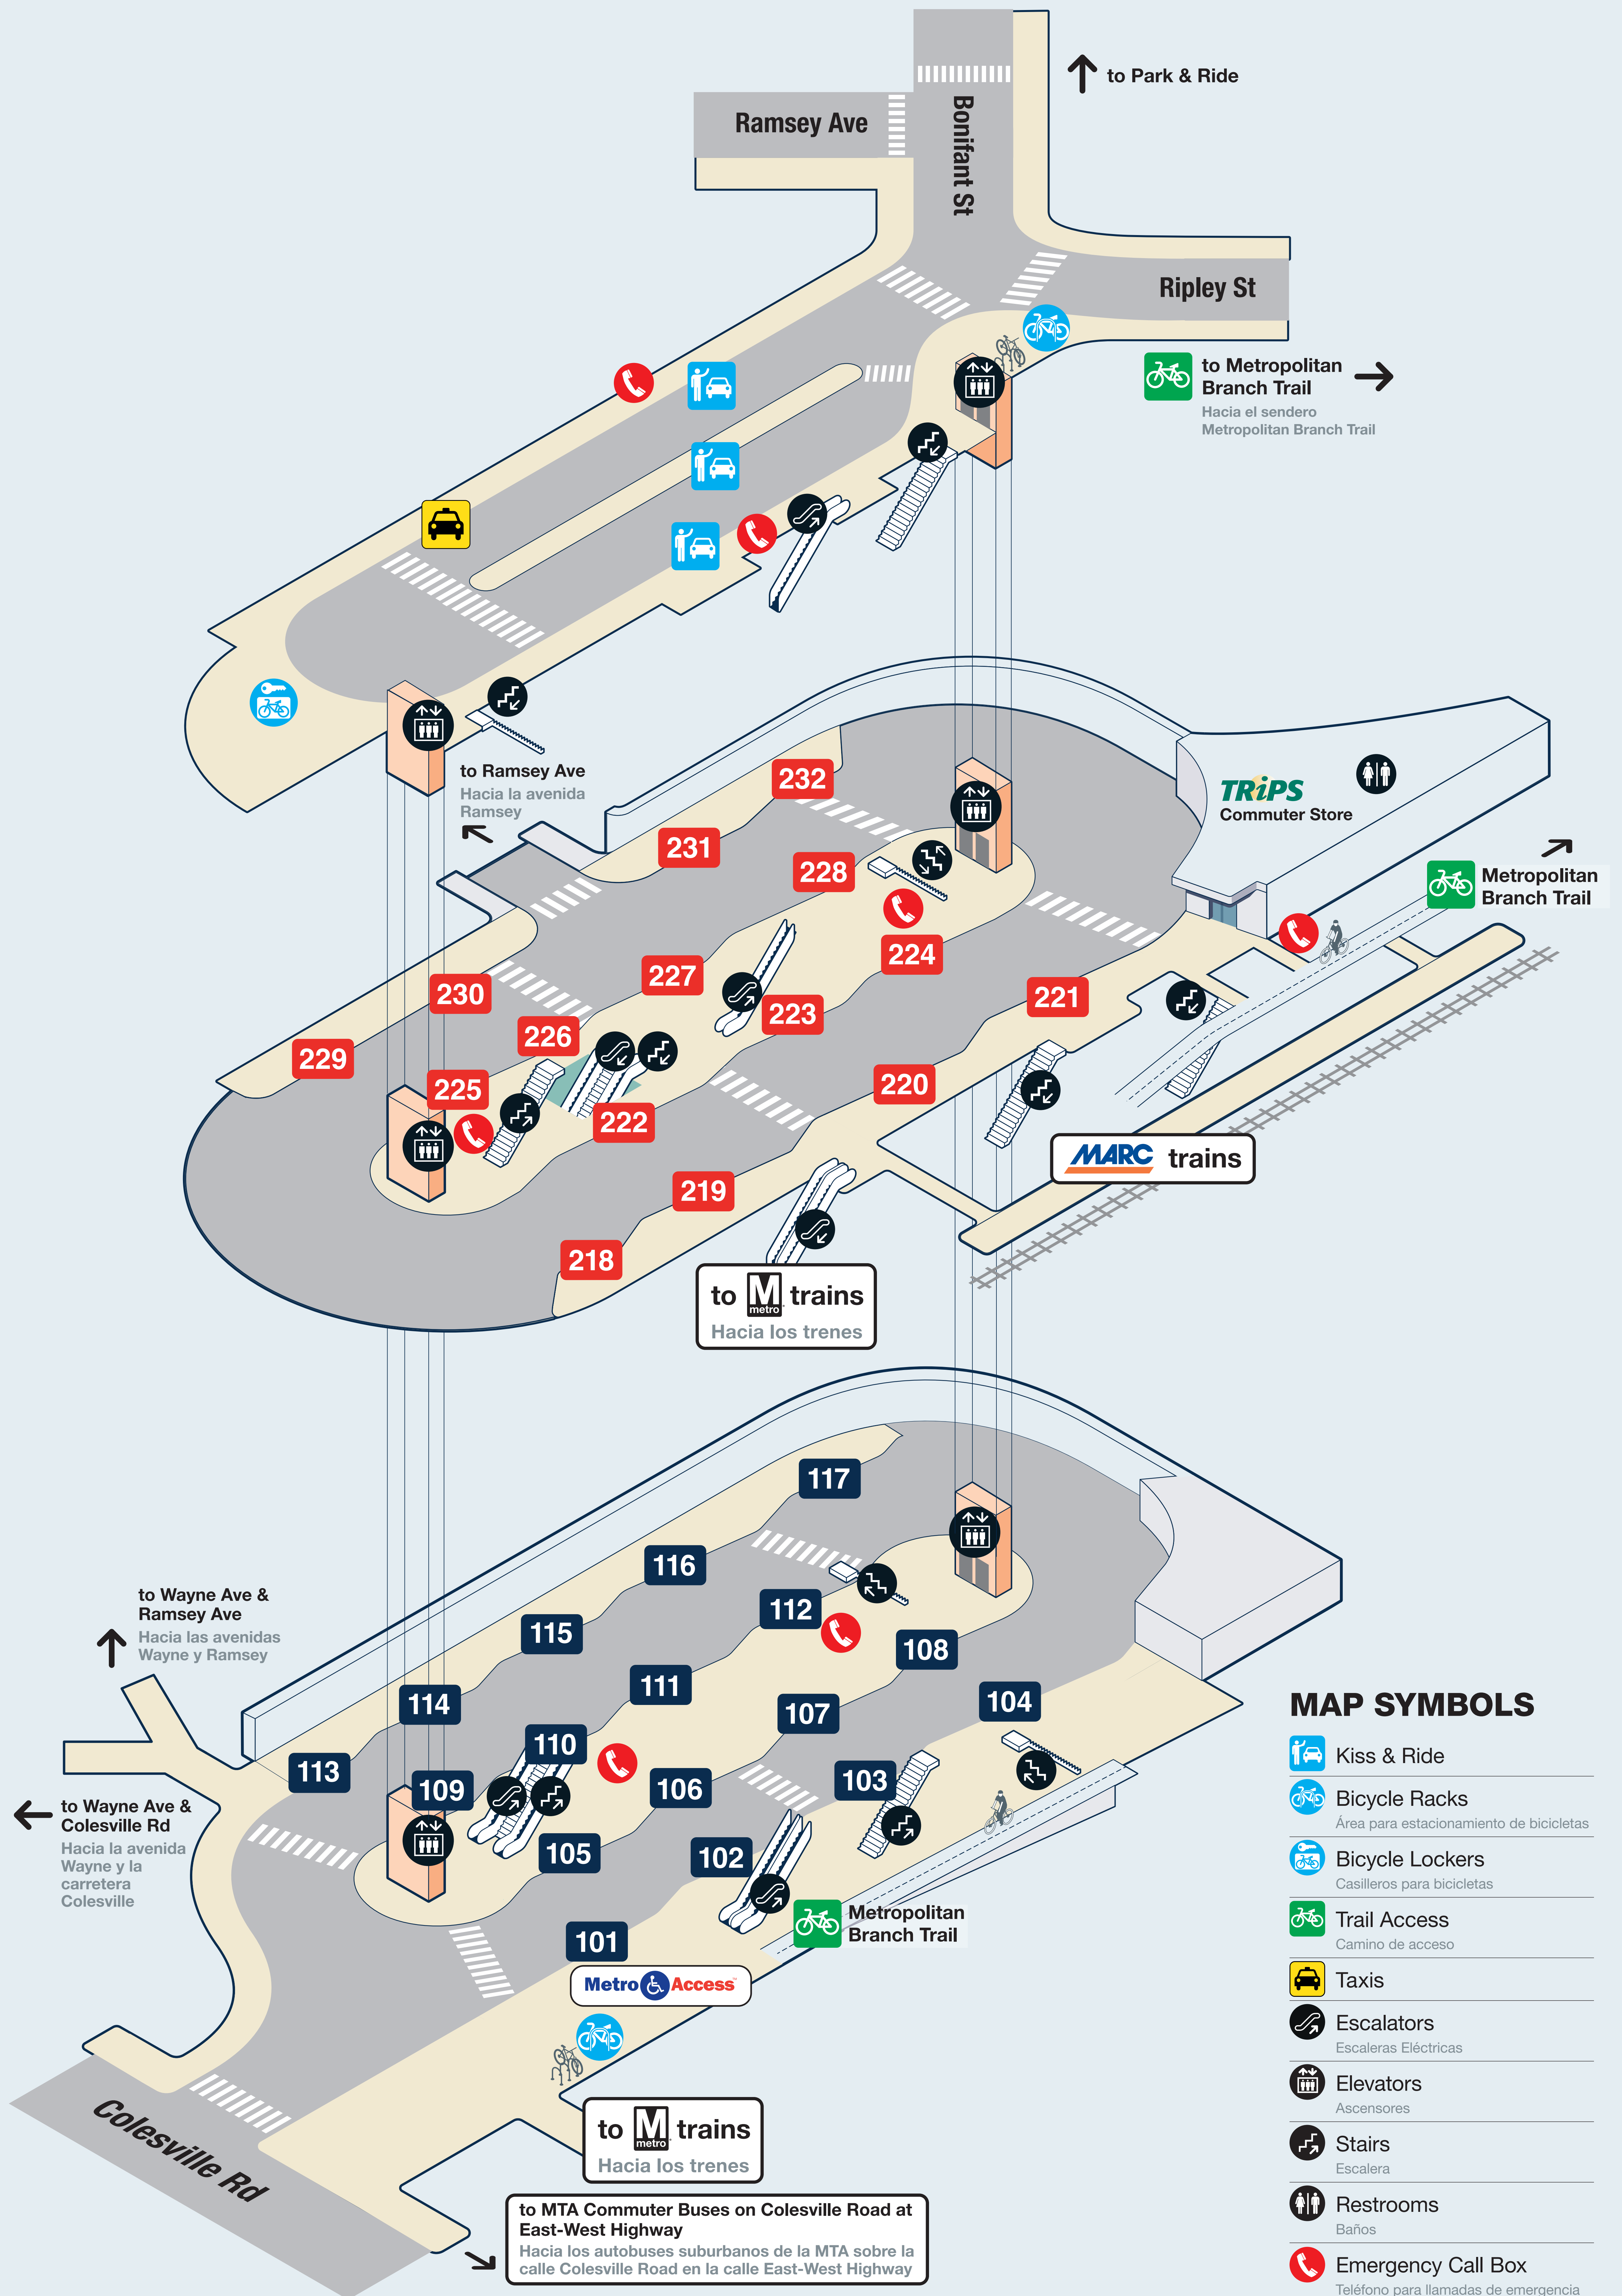 to Park & Ride
Ramsey Ave
Bonifant St
Ripley St
to Metropolitan
Branch Trail
Hacia el sendero
Metropolitan Branch Trail
to Ramsey Ave
Hacia la avenida
Ramsey
232
TRiPS
Commuter Store
231
228
Metropolitan
Branch Trail
224
227
230
221
223
226
229
225
220
222
MARC trains
219
218
to M metro trains
Hacia los trenes
117
116
to Wayne Ave &
Ramsey Ave
Hacia las avenidas
Wayne y Ramsey
112
115
108
111
114
104
107
110
113
109
106
103
to Wayne Ave &
Colesville Rd
Hacia la avenida
Wayne y la
carretera
Colesville
105
102
Metropolitan
Branch Trail
101
MetroAccess
Colesville Rd
to M metro trains
Hacia los trenes
to MTA Commuter Buses on Colesville Road at
East-West Highway
Hacia los autobuses suburbanos de la MTA sobre la
calle Colesville Road en la calle East-West Highway
MAP SYMBOLS
Kiss & Ride
Bicycle Racks
Área para estacionamiento de bicicletas
Bicycle Lockers
Casilleros para bicicletas
Trail Access
Camino de acceso
Taxis
Escalators
Escaleras Eléctricas
Elevators
Ascensores
Stairs
Escalera
Restrooms
Baños
Emergency Call Box
Teléfono para llamadas de emergencia